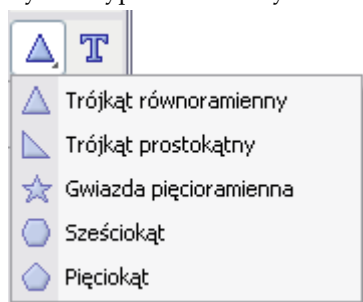 T
Trójkąt równoramienny
Trójkąt prostokątny
Gwiazda pięcioramienna
Sześciokąt
Pięciokąt